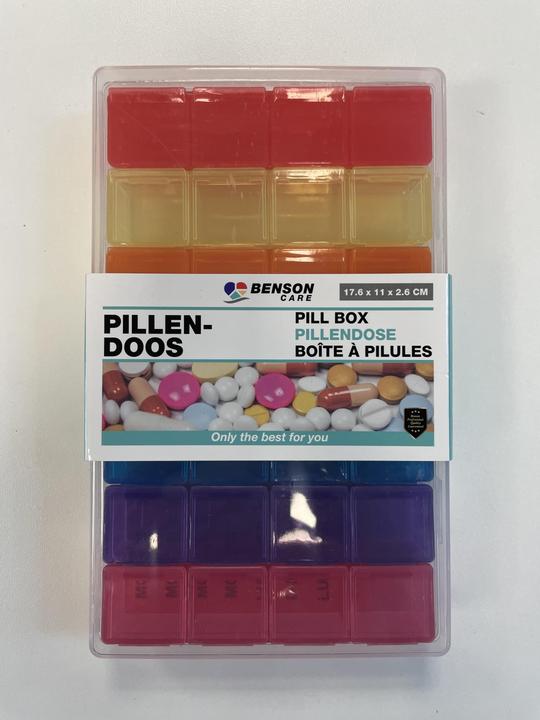 BENSON
CARE
17.6 x 11 x 2.6 CM
PILLEN-
DOOS
PILL BOX
PILLENDOSE
BOÎTE À PILULES
Only the best for you